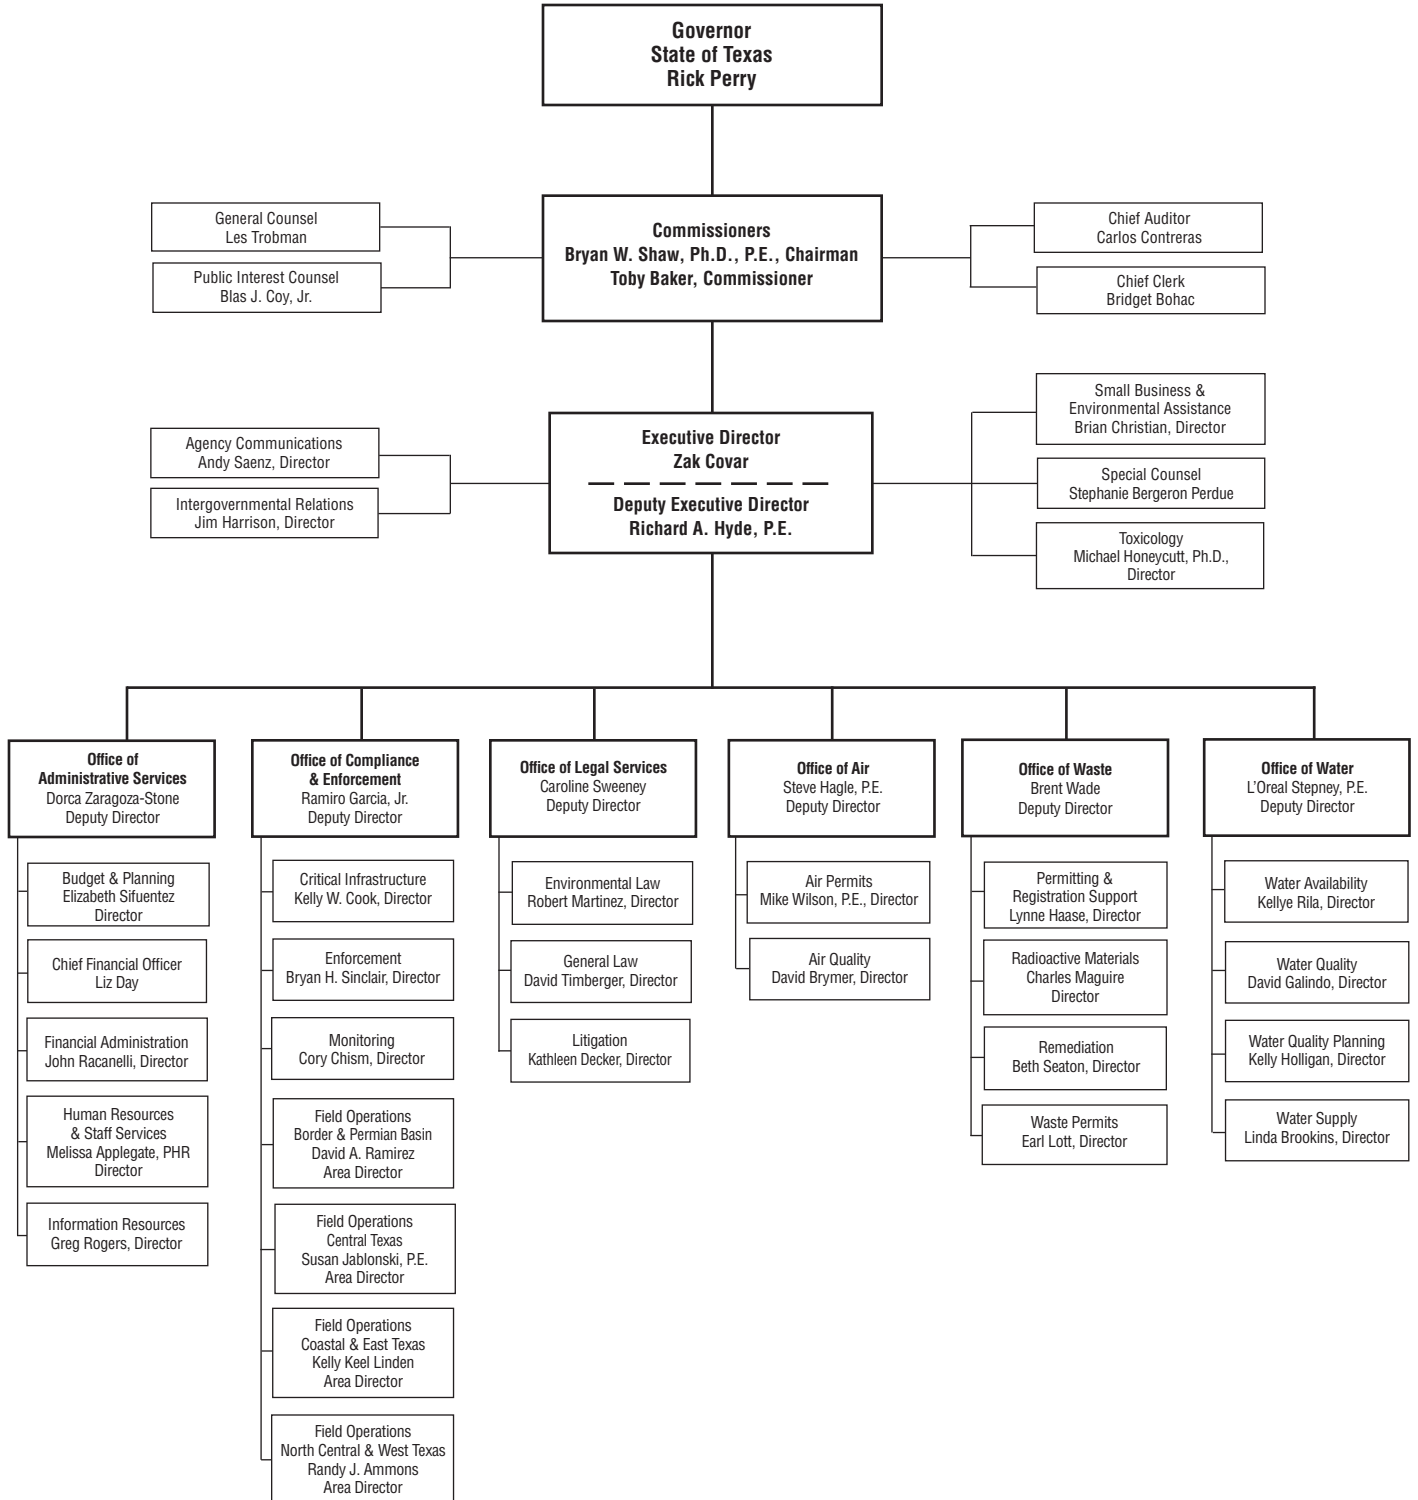 Governor
State of Texas
Rick Perry
General Counsel
Les Trobman
Public Interest Counsel
Blas J. Coy, Jr.
Commissioners
Bryan W. Shaw, Ph.D., P.E., Chairman
Toby Baker, Commissioner
Chief Auditor
Carlos Contreras
Chief Clerk
Bridget Bohac
Agency Communications
Andy Saenz, Director
Intergovernmental Relations
Jim Harrison, Director
Executive Director
Zak Covar
Deputy Executive Director
Richard A. Hyde, P.E.
Small Business &
Environmental Assistance
Brian Christian, Director
Special Counsel
Stephanie Bergeron Perdue
Toxicology
Michael Honeycutt, Ph.D.,
Director
Office of
Administrative Services
Dorca Zaragoza-Stone
Deputy Director
Budget & Planning
Elizabeth Sifuentez
Director
Chief Financial Officer
Liz Day
Financial Administration
John Racanelli, Director
Human Resources
& Staff Services
Melissa Applegate, PHR
Director
Information Resources
Greg Rogers, Director
Office of Compliance
& Enforcement
Ramiro Garcia, Jr.
Deputy Director
Critical Infrastructure
Kelly W. Cook, Director
Enforcement
Bryan H. Sinclair, Director
Monitoring
Cory Chism, Director
Field Operations
Border & Permian Basin
David A. Ramirez
Area Director
Field Operations
Central Texas
Susan Jablonski, P.E.
Area Director
Field Operations
Coastal & East Texas
Kelly Keel Linden
Area Director
Field Operations
North Central & West Texas
Randy J. Ammons
Area Director
Office of Legal Services
Caroline Sweeney
Deputy Director
Environmental Law
Robert Martinez, Director
General Law
David Timberger, Director
Litigation
Kathleen Decker, Director
Office of Air
Steve Hagle, P.E.
Deputy Director
Air Permits
Mike Wilson, P.E., Director
Air Quality
David Brymer, Director
Office of Waste
Brent Wade
Deputy Director
Permitting &
Registration Support
Lynne Haase, Director
Radioactive Materials
Charles Maguire
Director
Remediation
Beth Seaton, Director
Waste Permits
Earl Lott, Director
Office of Water
L'Oreal Stepney, P.E.
Deputy Director
Water Availability
Kellye Rila, Director
Water Quality
David Galindo, Director
Water Quality Planning
Kelly Holligan, Director
Water Supply
Linda Brookins, Director